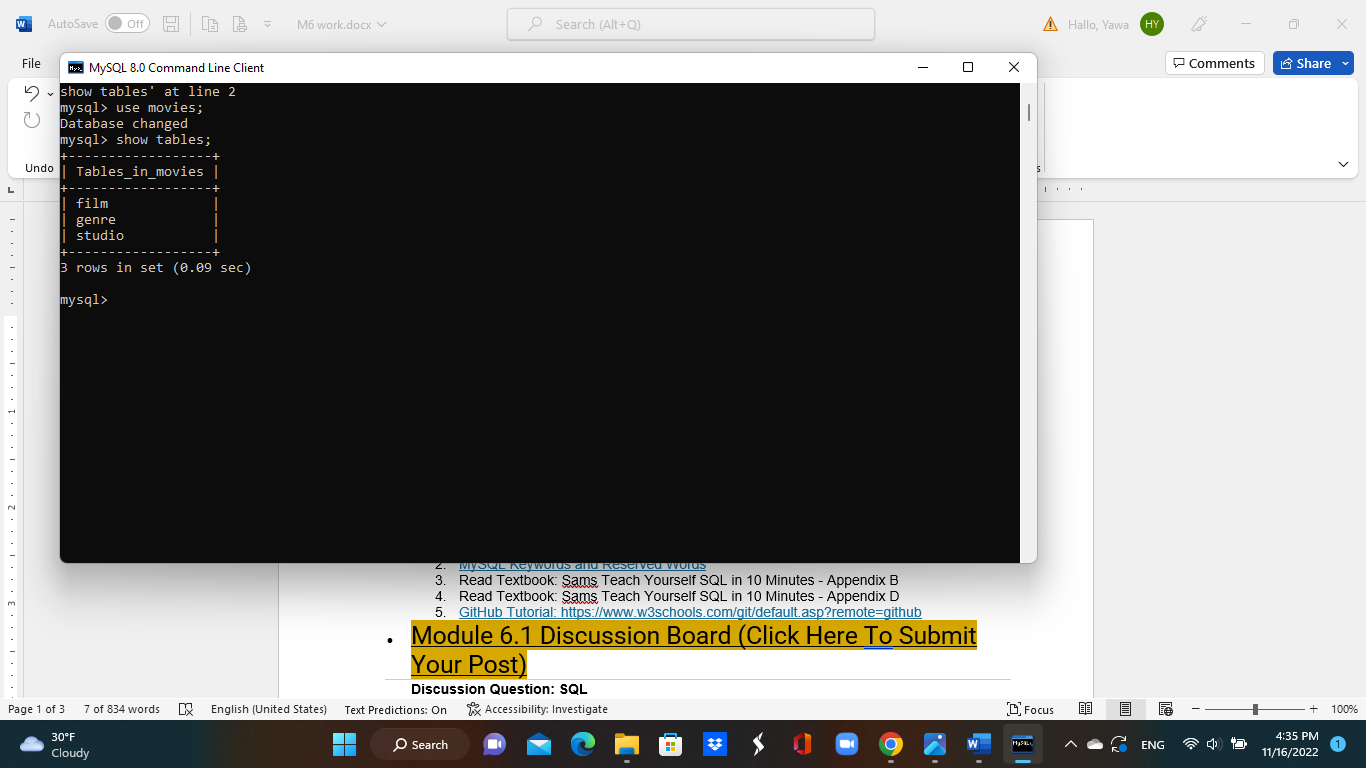 AutoSave Off M6 work.docx Search (Alt+Q) Hallo, Yawa HY
File Comments Share
MySQL 8.0 Command Line Client
Undo
show tables' at line 2
mysql> use movies;
Database changed
mysql> show tables;
+------------------+
| Tables_in_movies |
+------------------+
| film             |
| genre            |
| studio           |
+------------------+
3 rows in set (0.09 sec)
mysql>
2. MySQL Keywords and Reserved Words
3. Read Textbook: Sams Teach Yourself SQL in 10 Minutes - Appendix B
4. Read Textbook: Sams Teach Yourself SQL in 10 Minutes - Appendix D
5. GitHub Tutorial: https://www.w3schools.com/git/default.asp?remote=github
• Module 6.1 Discussion Board (Click Here To Submit
Your Post)
Discussion Question: SQL
Page 1 of 3 7 of 834 words English (United States) Text Predictions: On Accessibility: Investigate Focus 100%
30°F
Cloudy
Search
ENG
4:35 PM
11/16/2022
1